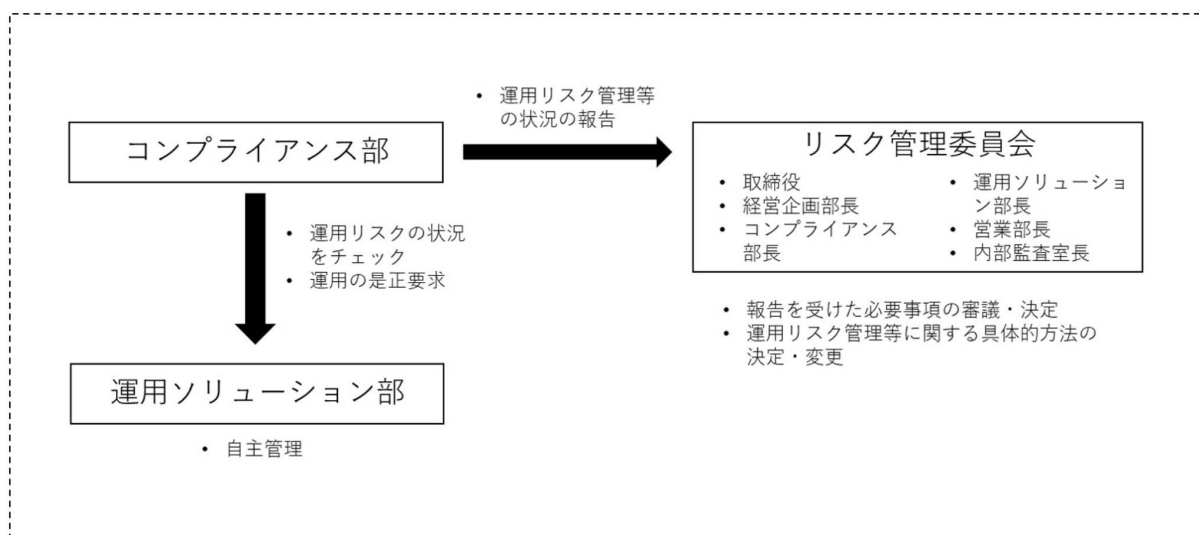 • 運用リスク管理等
の状況の報告
コンプライアンス部
リスク管理委員会
• 取締役
• 経営企画部長
• コンプライアンス
部長
• 運用ソリューショ
ン部長
• 営業部長
• 内部監査室長
• 運用リスクの状況
をチェック
• 運用の是正要求
• 報告を受けた必要事項の審議・決定
• 運用リスク管理等に関する具体的方法の
決定・変更
運用ソリューション部
• 自主管理